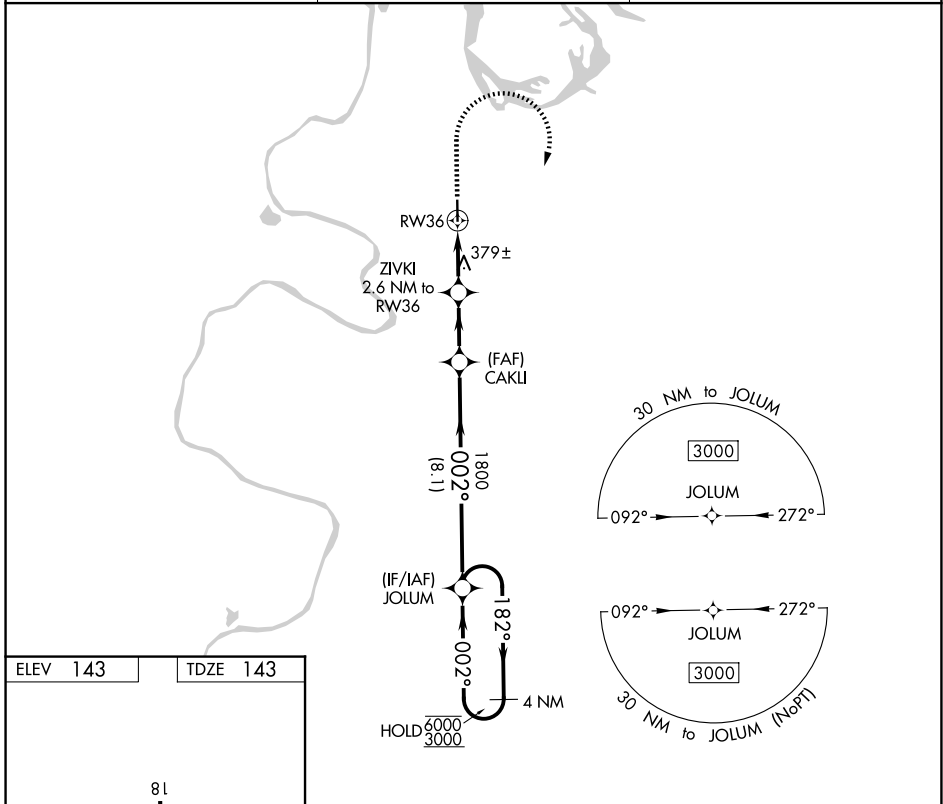 RW36
379±
ZIVKI
2.6 NM to
RW36
(FAF)
CAKLI
1800
002°
(8.1)
(IF/IAF)
JOLUM
182°
002°
4 NM
HOLD 6000
3000
30 NM to JOLUM
3000
JOLUM
092°
272°
092°
272°
JOLUM
3000
30 NM to JOLUM (NoPT)
ELEV 143
TDZE 143
18